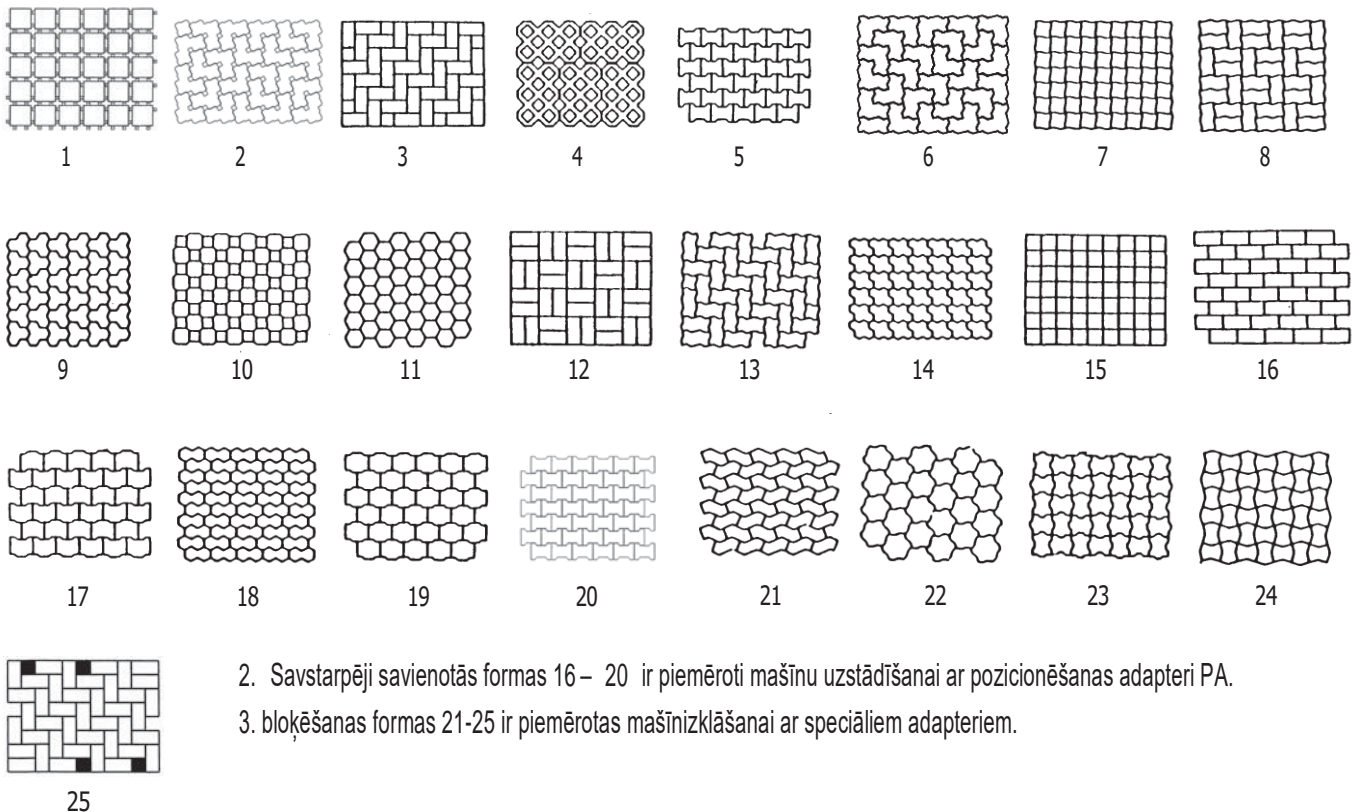 1 2 3 4 5 6 7 8
9 10 11 12 13 14 15 16
17 18 19 20 21 22 23 24
2. Savstarpēji savienotās formas 16 – 20 ir piemēroti mašīnu uzstādīšanai ar pozicionēšanas adapteri PA.
3. bloķēšanas formas 21-25 ir piemērotas mašīnizklāšanai ar speciāliem adapteriem.
25